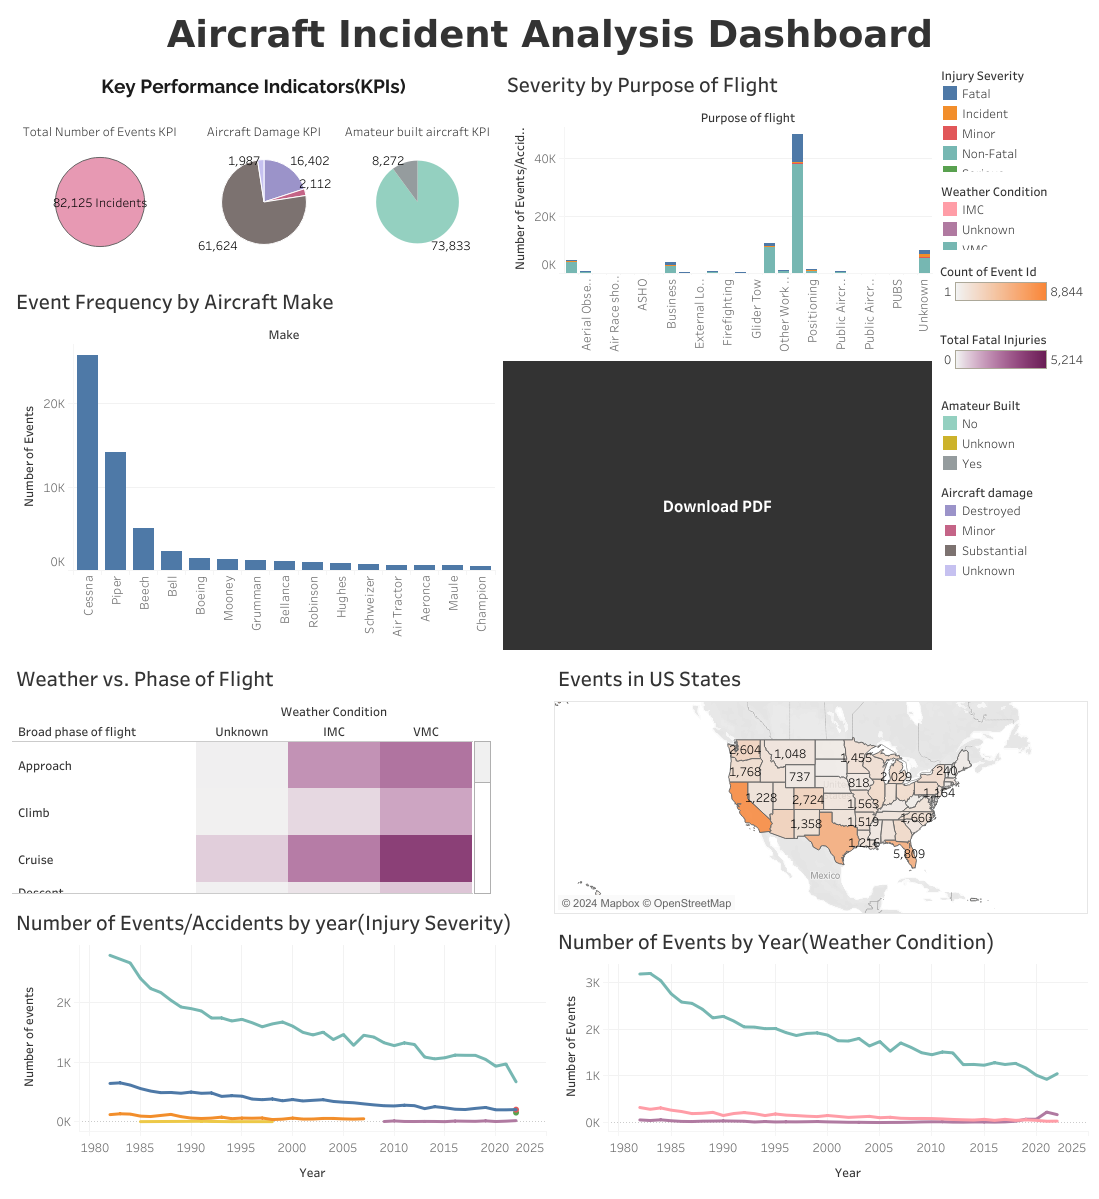 Aircraft Incident Analysis Dashboard
Key Performance Indicators(KPIs)
Total Number of Events KPI
82,125 Incidents
Aircraft Damage KPI
1,987
16,402
2,112
61,624
Amateur built aircraft KPI
8,272
73,833
Severity by Purpose of Flight
Purpose of flight
Number of Events/Accid..
40K
20K
0K
Aerial Obse..
Air Race sho..
ASHO
Business
External Lo..
Firefighting
Glider Tow
Other Work ..
Positioning
Public Aircr..
Public Aircr..
PUBS
Unknown
Injury Severity
Fatal
Incident
Minor
Non-Fatal
Weather Condition
IMC
Unknown
VMC
Count of Event Id
1 8,844
Total Fatal Injuries
0 5,214
Amateur Built
No
Unknown
Yes
Aircraft damage
Destroyed
Minor
Substantial
Unknown
Event Frequency by Aircraft Make
Make
Number of Events
20K
10K
0K
Cessna
Piper
Beech
Bell
Boeing
Mooney
Grumman
Bellanca
Robinson
Hughes
Schweizer
Air Tractor
Aeronca
Maule
Champion
Download PDF
Weather vs. Phase of Flight
Weather Condition
Broad phase of flight Unknown IMC VMC
Approach
Climb
Cruise
Descent
Events in US States
2,604
1,048
1,455
1,768
737
818
2,029
240
1,228
2,724
1,563
1,164
1,358
1,519
1,660
1,216
5,809
Mexico
© 2024 Mapbox © OpenStreetMap
Number of Events/Accidents by year(Injury Severity)
Number of events
2K
1K
0K
1980 1985 1990 1995 2000 2005 2010 2015 2020 2025
Year
Number of Events by Year(Weather Condition)
Number of Events
3K
2K
1K
0K
1980 1985 1990 1995 2000 2005 2010 2015 2020 2025
Year